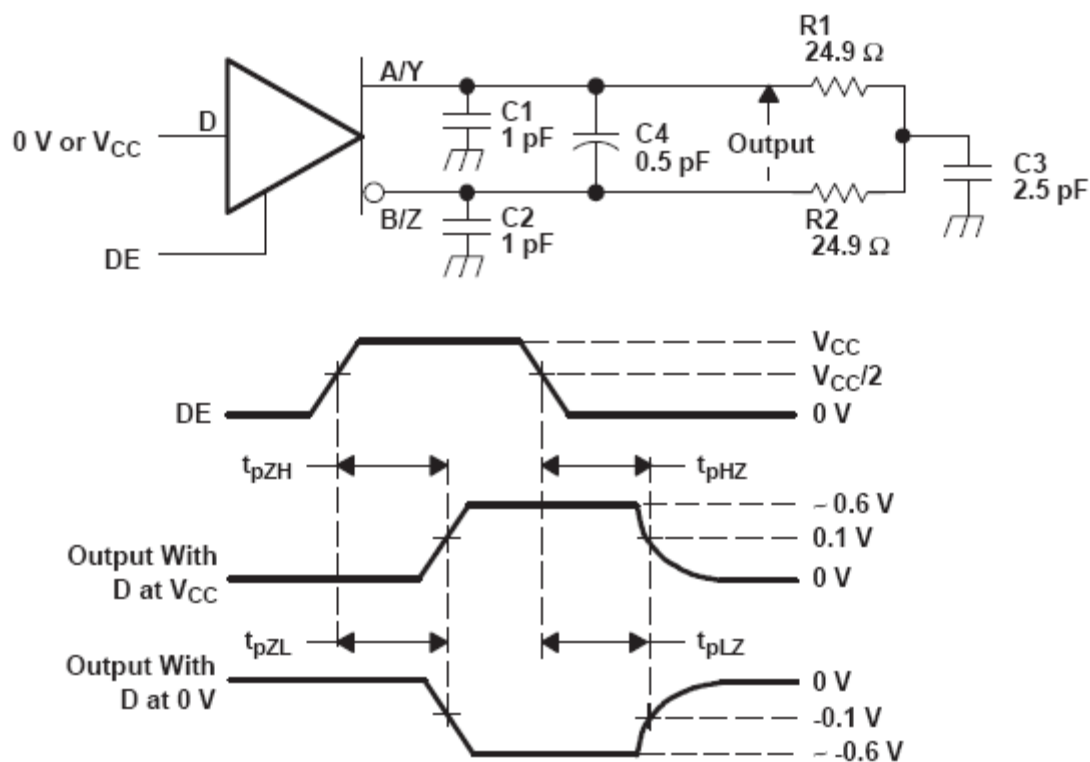 R1
24.9 Ω
A/Y
D
0 V or VCC
C1
1 pF
C4
0.5 pF
Output
C3
2.5 pF
B/Z
C2
1 pF
R2
24.9 Ω
DE
VCC
VCC/2
DE
0 V
tpZH
tpHZ
~ 0.6 V
0.1 V
Output With
D at VCC
0 V
tpZL
tpLZ
Output With
D at 0 V
0 V
-0.1 V
~ -0.6 V